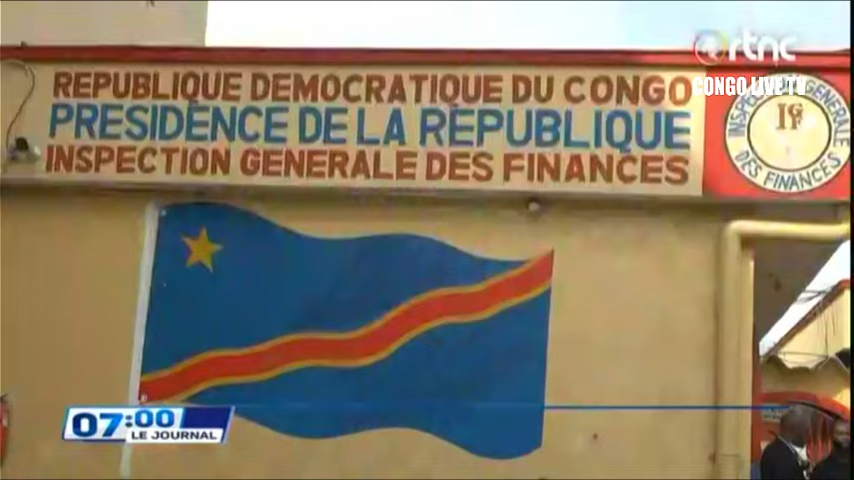 rtnc
CONGO LIVE TV
REPUBLIQUE DEMOCRATIQUE DU CONGO
PRESIDENCE DE LA RÉPUBLIQUE
INSPECTION GENERALE DES FINANCES
INSPECTION GENERALE
IGF
DES FINANCES
07:00
LE JOURNAL